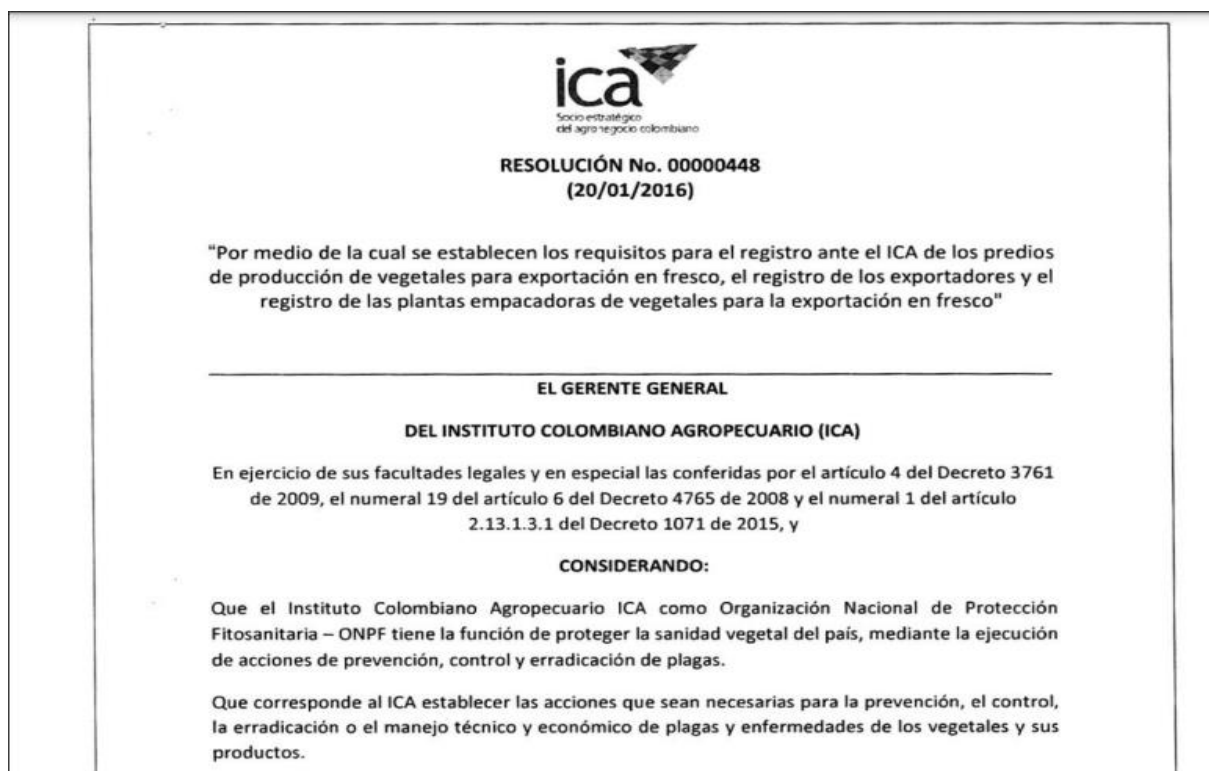 ica
Socio estratégico
del agronegocio colombiano
RESOLUCIÓN No. 00000448
(20/01/2016)
"Por medio de la cual se establecen los requisitos para el registro ante el ICA de los predios
de producción de vegetales para exportación en fresco, el registro de los exportadores y el
registro de las plantas empacadoras de vegetales para la exportación en fresco"
EL GERENTE GENERAL
DEL INSTITUTO COLOMBIANO AGROPECUARIO (ICA)
En ejercicio de sus facultades legales y en especial las conferidas por el artículo 4 del Decreto 3761
de 2009, el numeral 19 del artículo 6 del Decreto 4765 de 2008 y el numeral 1 del artículo
2.13.1.3.1 del Decreto 1071 de 2015, y
CONSIDERANDO:
Que el Instituto Colombiano Agropecuario ICA como Organización Nacional de Protección
Fitosanitaria – ONPF tiene la función de proteger la sanidad vegetal del país, mediante la ejecución
de acciones de prevención, control y erradicación de plagas.
Que corresponde al ICA establecer las acciones que sean necesarias para la prevención, el control,
la erradicación o el manejo técnico y económico de plagas y enfermedades de los vegetales y sus
productos.